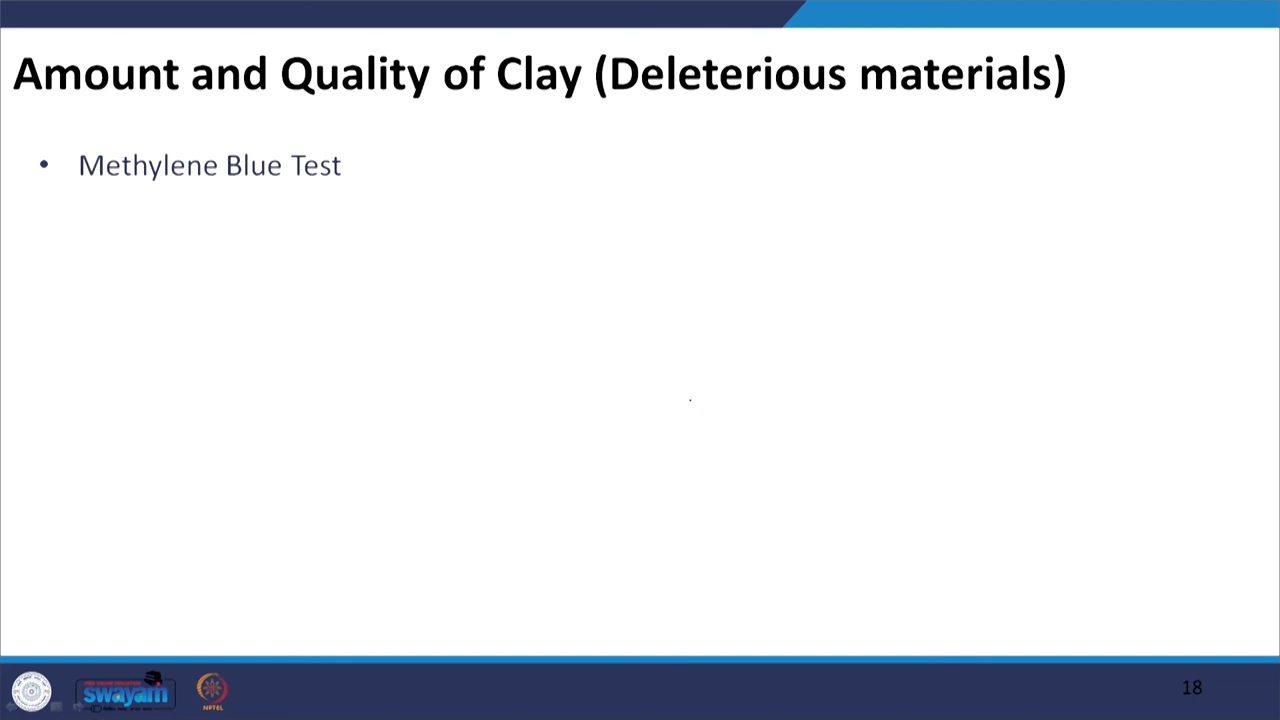 Amount and Quality of Clay (Deleterious materials)
• Methylene Blue Test
swayam
NPTEL
18